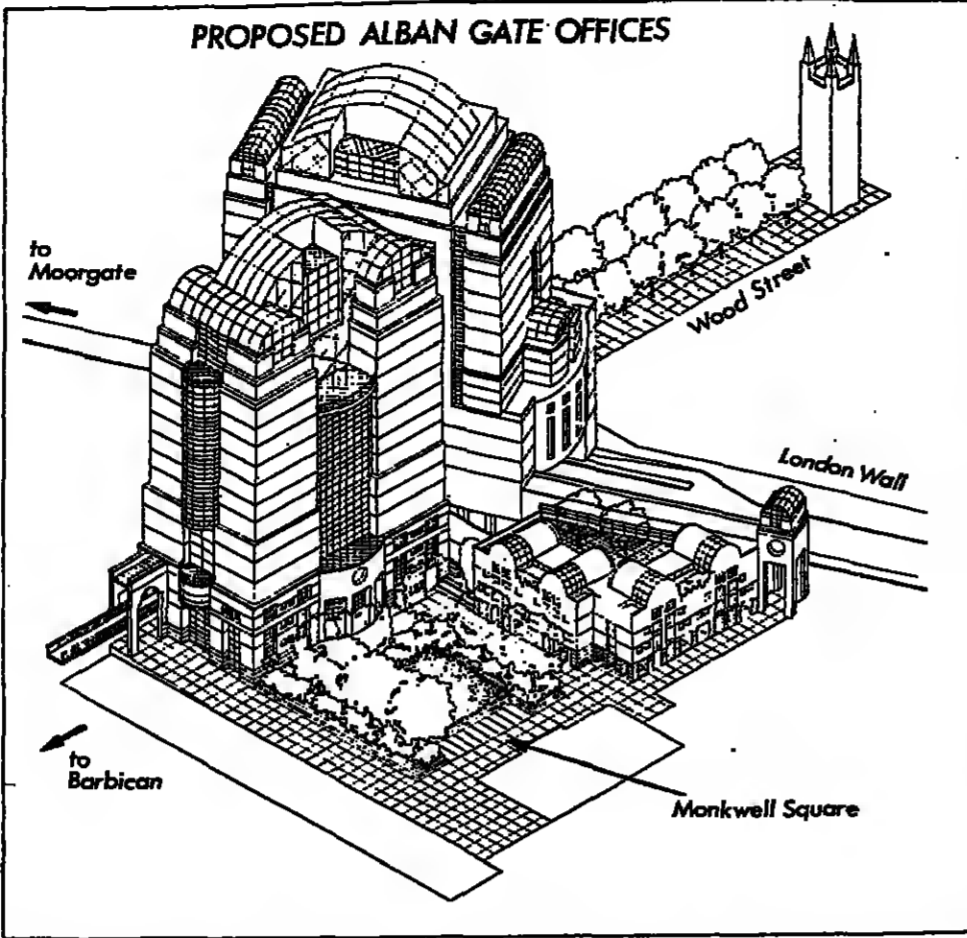 PROPOSED ALBAN GATE OFFICES
to
Moorgate
Wood Street
London Wall
to
Barbican
Monkwell Square